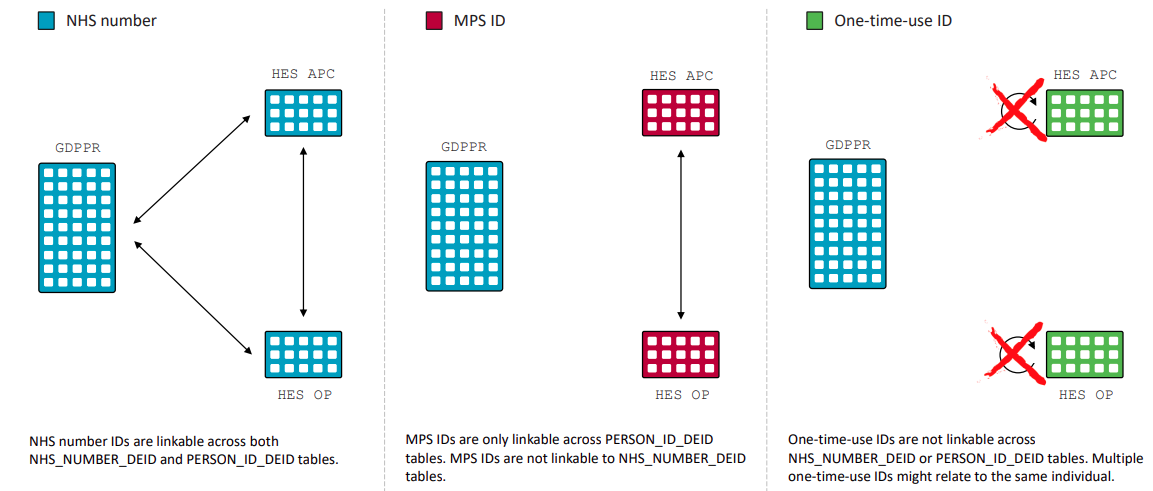 NHS number
MPS ID
One-time-use ID
HES APC
GDPPR
HES OP
NHS number IDs are linkable across both
NHS_NUMBER_DEID and PERSON_ID_DEID tables.
HES APC
GDPPR
HES OP
MPS IDs are only linkable across PERSON_ID_DEID
tables. MPS IDs are not linkable to NHS_NUMBER_DEID
tables.
HES APC
GDPPR
HES OP
One-time-use IDs are not linkable across
NHS_NUMBER_DEID or PERSON_ID_DEID tables. Multiple
one-time-use IDs might relate to the same individual.